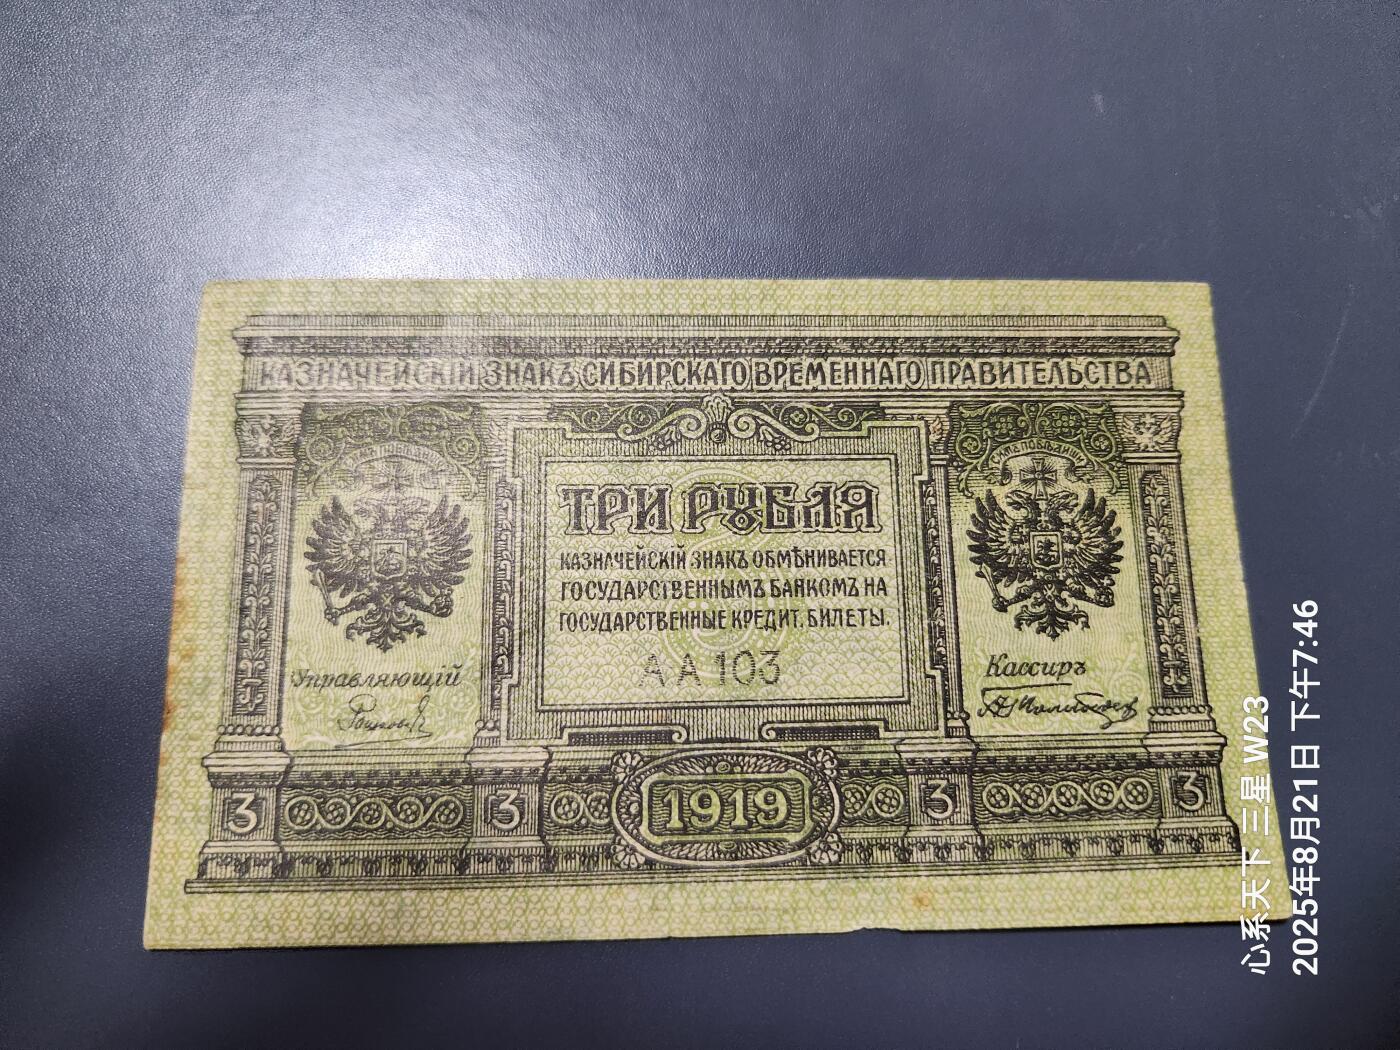 КАЗНАЧЕЙСКІЙ ЗНАКЪ СИБИРСКАГО ВРЕМЕННАГО ПРАВИТЕЛЬСТВА
ТРИ РУБЛЯ
КАЗНАЧЕЙСКІЙ ЗНАКЪ ОБМѢНИВАЕТСЯ
ГОСУДАРСТВЕННЫМЪ БАНКОМЪ НА
ГОСУДАРСТВЕННЫЕ КРЕДИТ. БИЛЕТЫ.
АА 103
Управляющій
Кассиръ
3
3
1919
3
3
心系天下 三星 W23
2025年8月21日 下午7:46